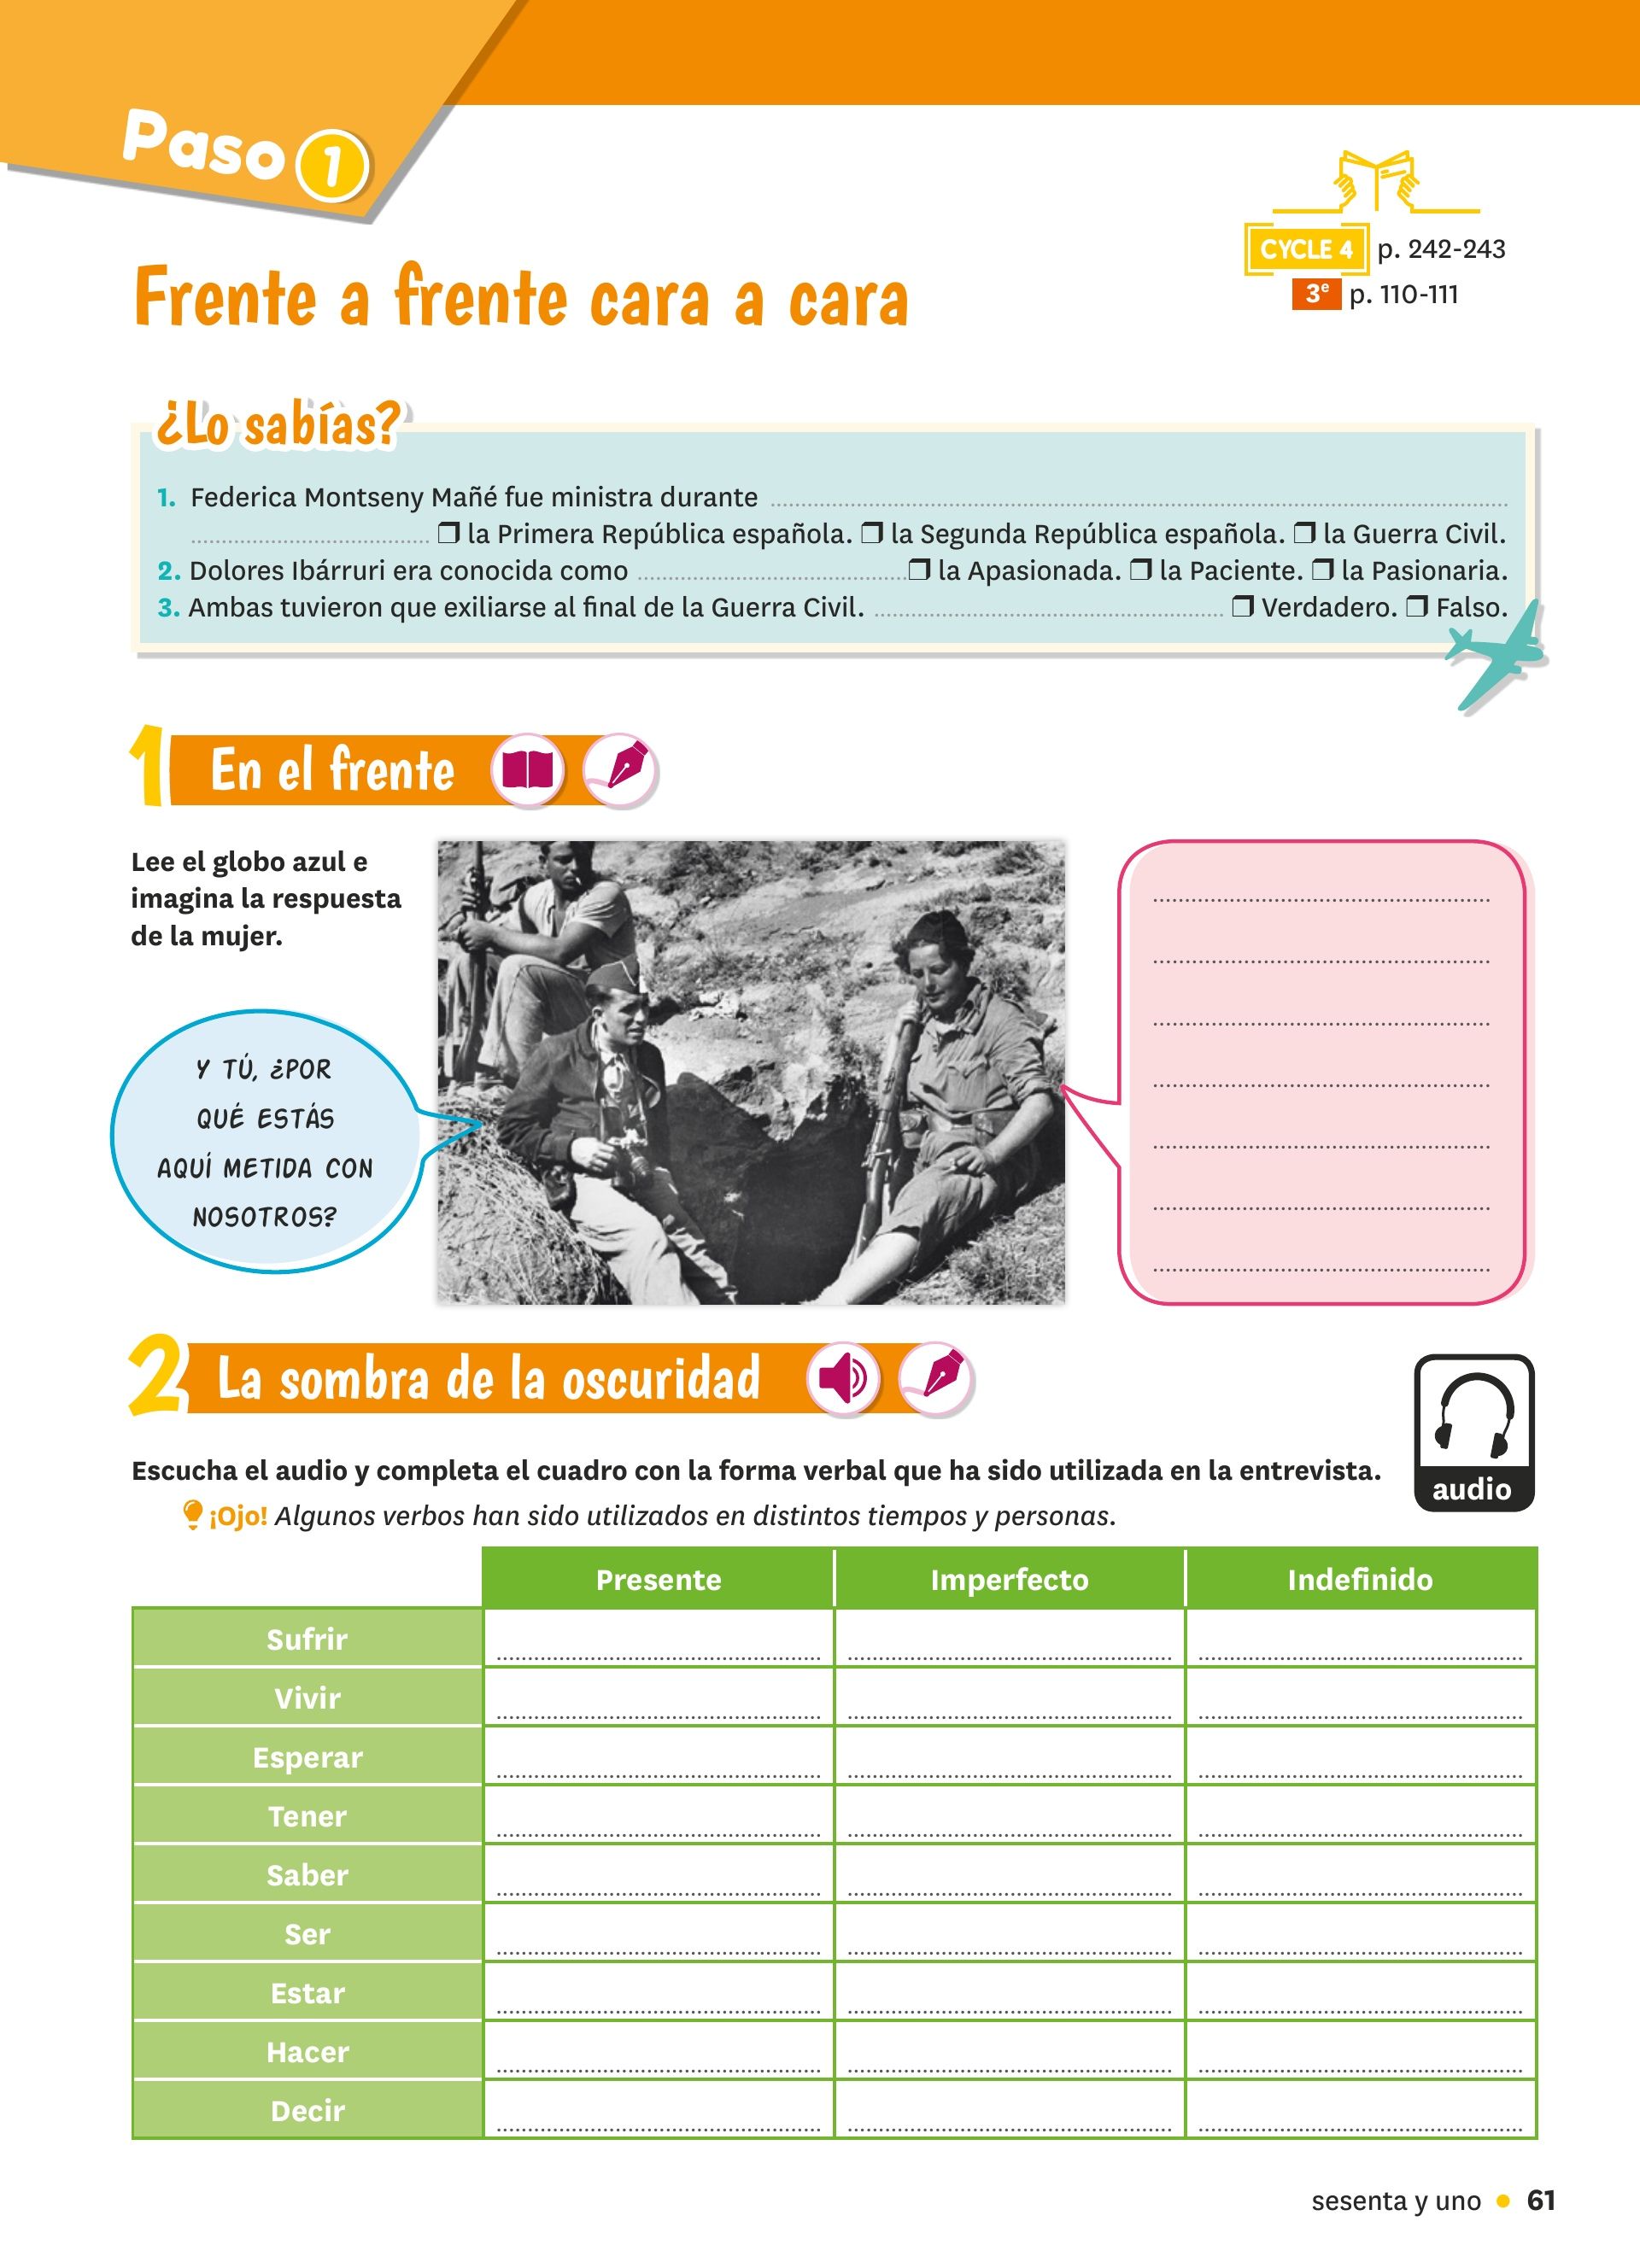 Paso 1
CYCLE 4 p. 242-243
3e p. 110-111
Frente a frente cara a cara
¿Lo sabías?
1. Federica Montseny Mañé fue ministra durante ........................................
.................... ❒ la Primera República española. ❒ la Segunda República española. ❒ la Guerra Civil.
2. Dolores Ibárruri era conocida como .................... ❒ la Apasionada. ❒ la Paciente. ❒ la Pasionaria.
3. Ambas tuvieron que exiliarse al final de la Guerra Civil. .................... ❒ Verdadero. ❒ Falso.
1 En el frente
Lee el globo azul e
imagina la respuesta
de la mujer.
Y TÚ, ¿POR
QUÉ ESTÁS
AQUÍ METIDA CON
NOSOTROS?
2 La sombra de la oscuridad
audio
Escucha el audio y completa el cuadro con la forma verbal que ha sido utilizada en la entrevista.
¡Ojo! Algunos verbos han sido utilizados en distintos tiempos y personas.
Presente Imperfecto Indefinido
Sufrir
Vivir
Esperar
Tener
Saber
Ser
Estar
Hacer
Decir
sesenta y uno • 61